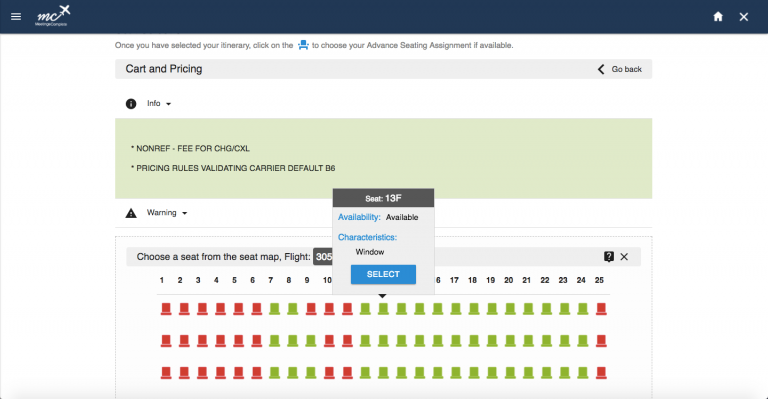 mc
MeetingsCompany
Once you have selected your itinerary, click on the to choose your Advance Seating Assignment if available.
Cart and Pricing
Go back
Info
* NONREF - FEE FOR CHG/CXL
* PRICING RULES VALIDATING CARRIER DEFAULT B6
Seat: 13F
Availability: Available
Characteristics:
Window
SELECT
Warning
Choose a seat from the seat map, Flight: 305
?
1 2 3 4 5 6 7 8 9 10 16 17 18 19 20 21 22 23 24 25